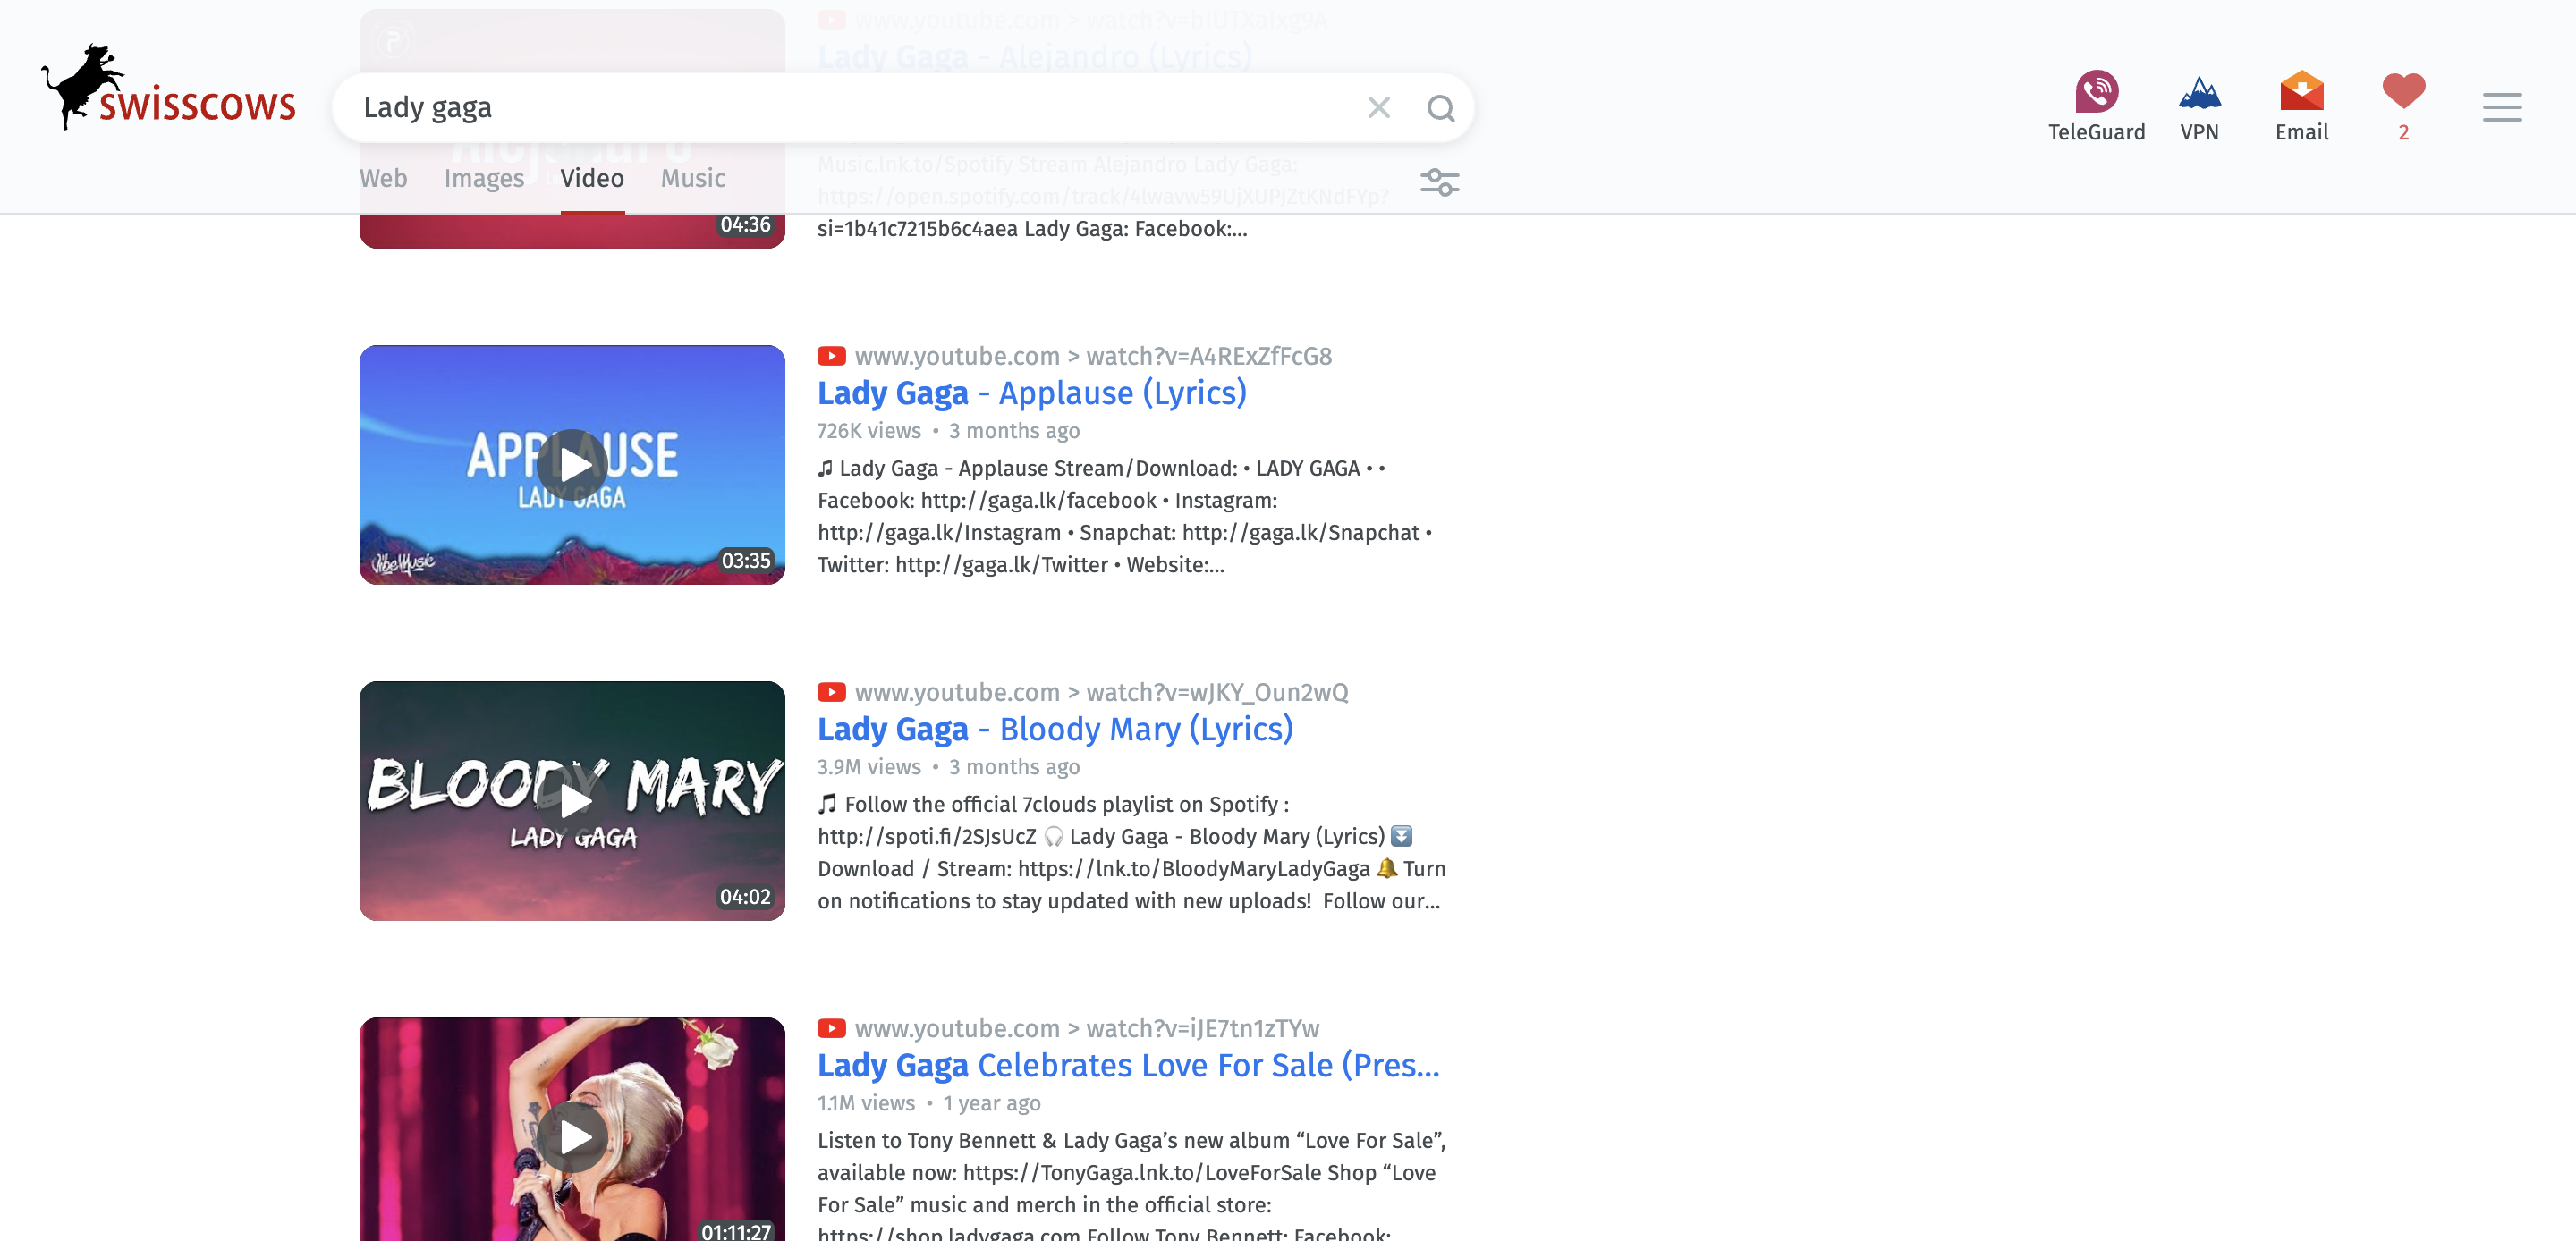 www.youtube.com > watch?v=bIUTXaIxg9A
Lady Gaga - Alejandro (Lyrics)
swisscows
Lady gaga
TeleGuard
VPN
Email
2
Music.lnk.to/Spotify Stream Alejandro Lady Gaga:
Web
Images
Video
Music
https://open.spotify.com/track/4lwavw59UjXUPJZtKNdFYp?
04:36
si=1b41c7215b6c4aea Lady Gaga: Facebook:...
www.youtube.com > watch?v=A4RExZfFcG8
Lady Gaga - Applause (Lyrics)
726K views • 3 months ago
♫ Lady Gaga - Applause Stream/Download: • LADY GAGA • •
Facebook: http://gaga.lk/facebook • Instagram:
http://gaga.lk/Instagram • Snapchat: http://gaga.lk/Snapchat •
Twitter: http://gaga.lk/Twitter • Website:...
APPLAUSE
LADY GAGA
VibeMusic
03:35
www.youtube.com > watch?v=wJKY_Oun2wQ
Lady Gaga - Bloody Mary (Lyrics)
3.9M views • 3 months ago
🎵 Follow the official 7clouds playlist on Spotify :
http://spoti.fi/2SJsUcZ 🎧 Lady Gaga - Bloody Mary (Lyrics) ⏬
Download / Stream: https://lnk.to/BloodyMaryLadyGaga 🔔 Turn
on notifications to stay updated with new uploads! Follow our...
BLOODY MARY
LADY GAGA
04:02
www.youtube.com > watch?v=iJE7tn1zTYw
Lady Gaga Celebrates Love For Sale (Pres...
1.1M views • 1 year ago
Listen to Tony Bennett & Lady Gaga’s new album “Love For Sale”,
available now: https://TonyGaga.lnk.to/LoveForSale Shop “Love
For Sale” music and merch in the official store:
https://shop.ladygaga.com Follow Tony Bennett: Facebook:
01:11:27